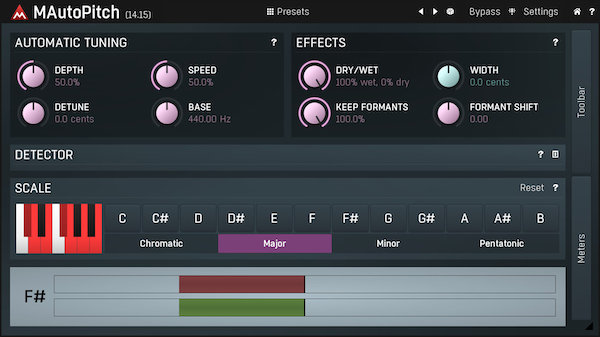 MAutoPitch (14.15) Presets Bypass Settings ?
AUTOMATIC TUNING ? EFFECTS ?
DEPTH SPEED DRY/WET WIDTH
50.0% 50.0% 100% wet, 0% dry 0.0 cents
DETUNE BASE KEEP FORMANTS FORMANT SHIFT
0.0 cents 440.00 Hz 100.0% 0.00
Toolbar
DETECTOR ?
SCALE Reset ?
C C# D D# E F F# G G# A A# B
Chromatic Major Minor Pentatonic
Meters
F#